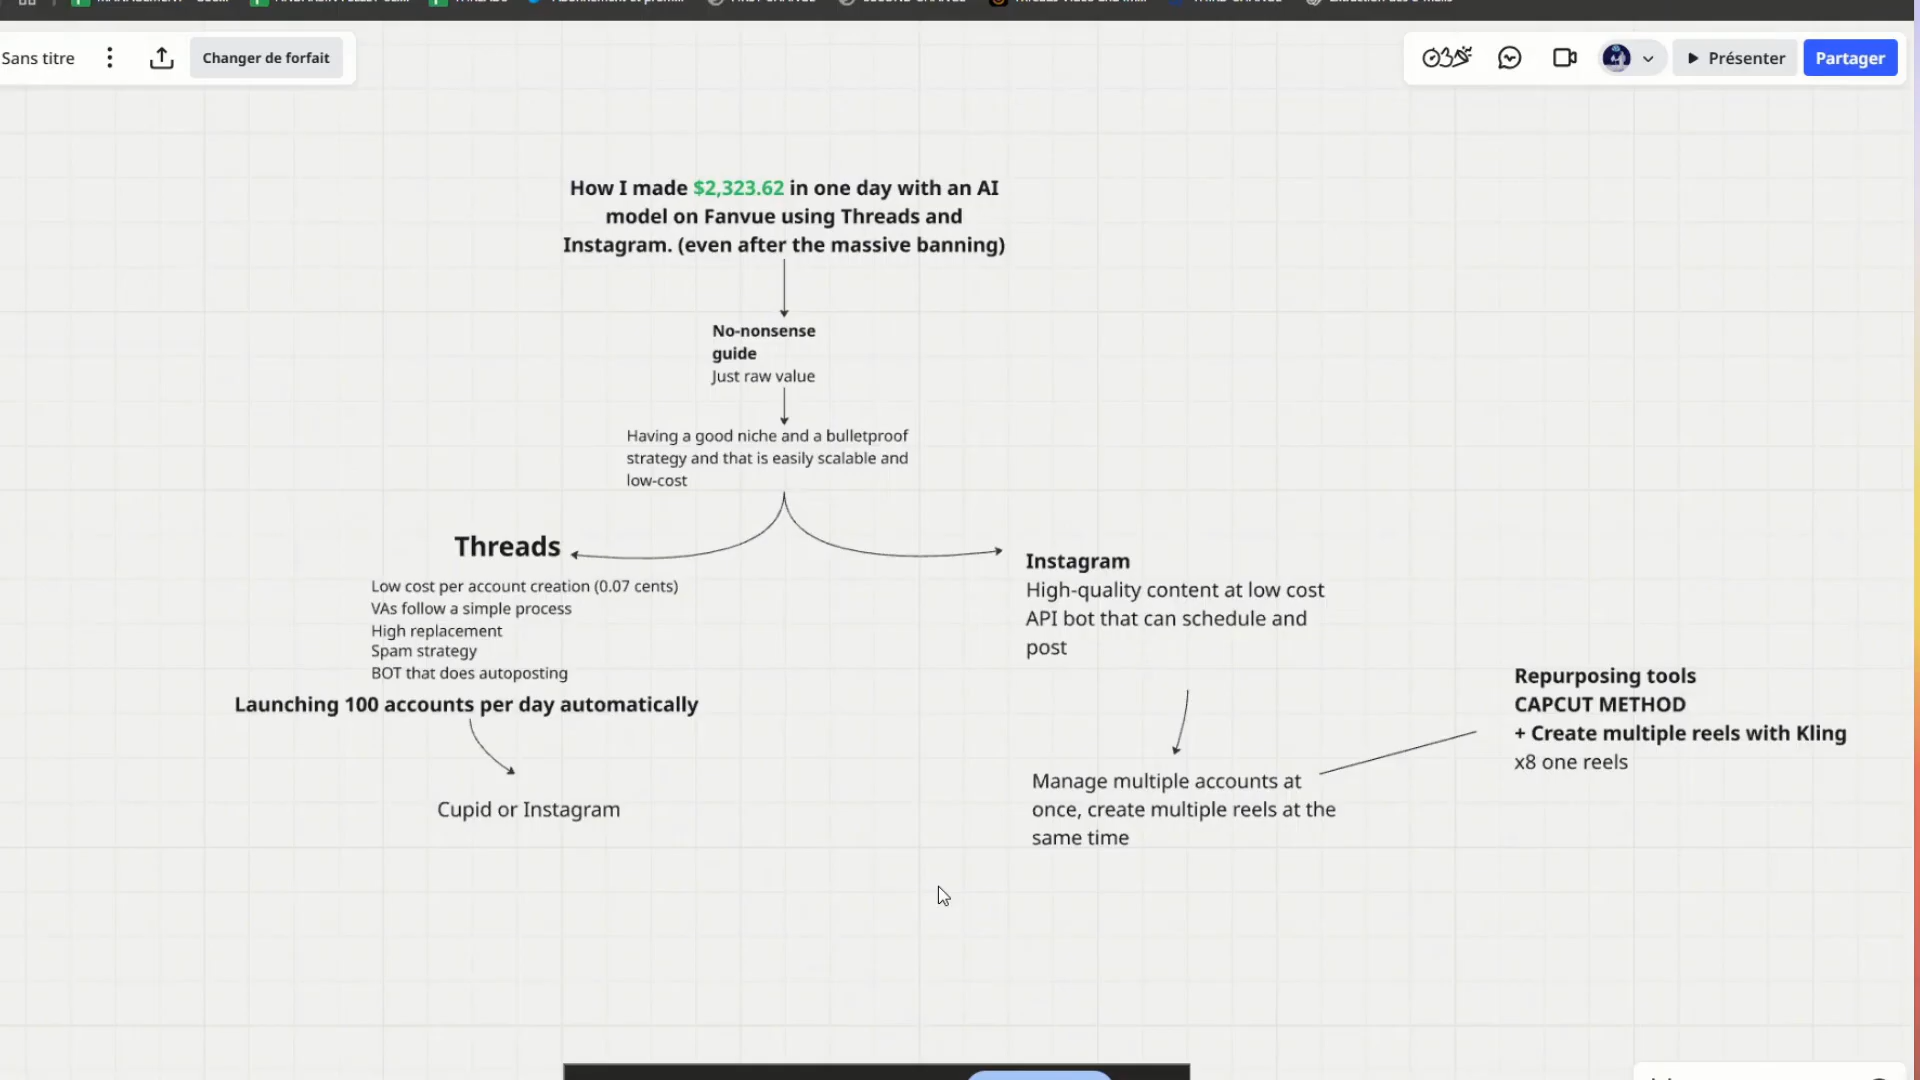 Sans titre
Changer de forfait
Présenter
Partager
How I made $2,323.62 in one day with an AI
model on Fanvue using Threads and
Instagram. (even after the massive banning)
No-nonsense
guide
Just raw value
Having a good niche and a bulletproof
strategy and that is easily scalable and
low-cost
Threads
Low cost per account creation (0.07 cents)
VAs follow a simple process
High replacement
Spam strategy
BOT that does autoposting
Launching 100 accounts per day automatically
Cupid or Instagram
Instagram
High-quality content at low cost
API bot that can schedule and
post
Manage multiple accounts at
once, create multiple reels at the
same time
Repurposing tools
CAPCUT METHOD
+ Create multiple reels with Kling
x8 one reels